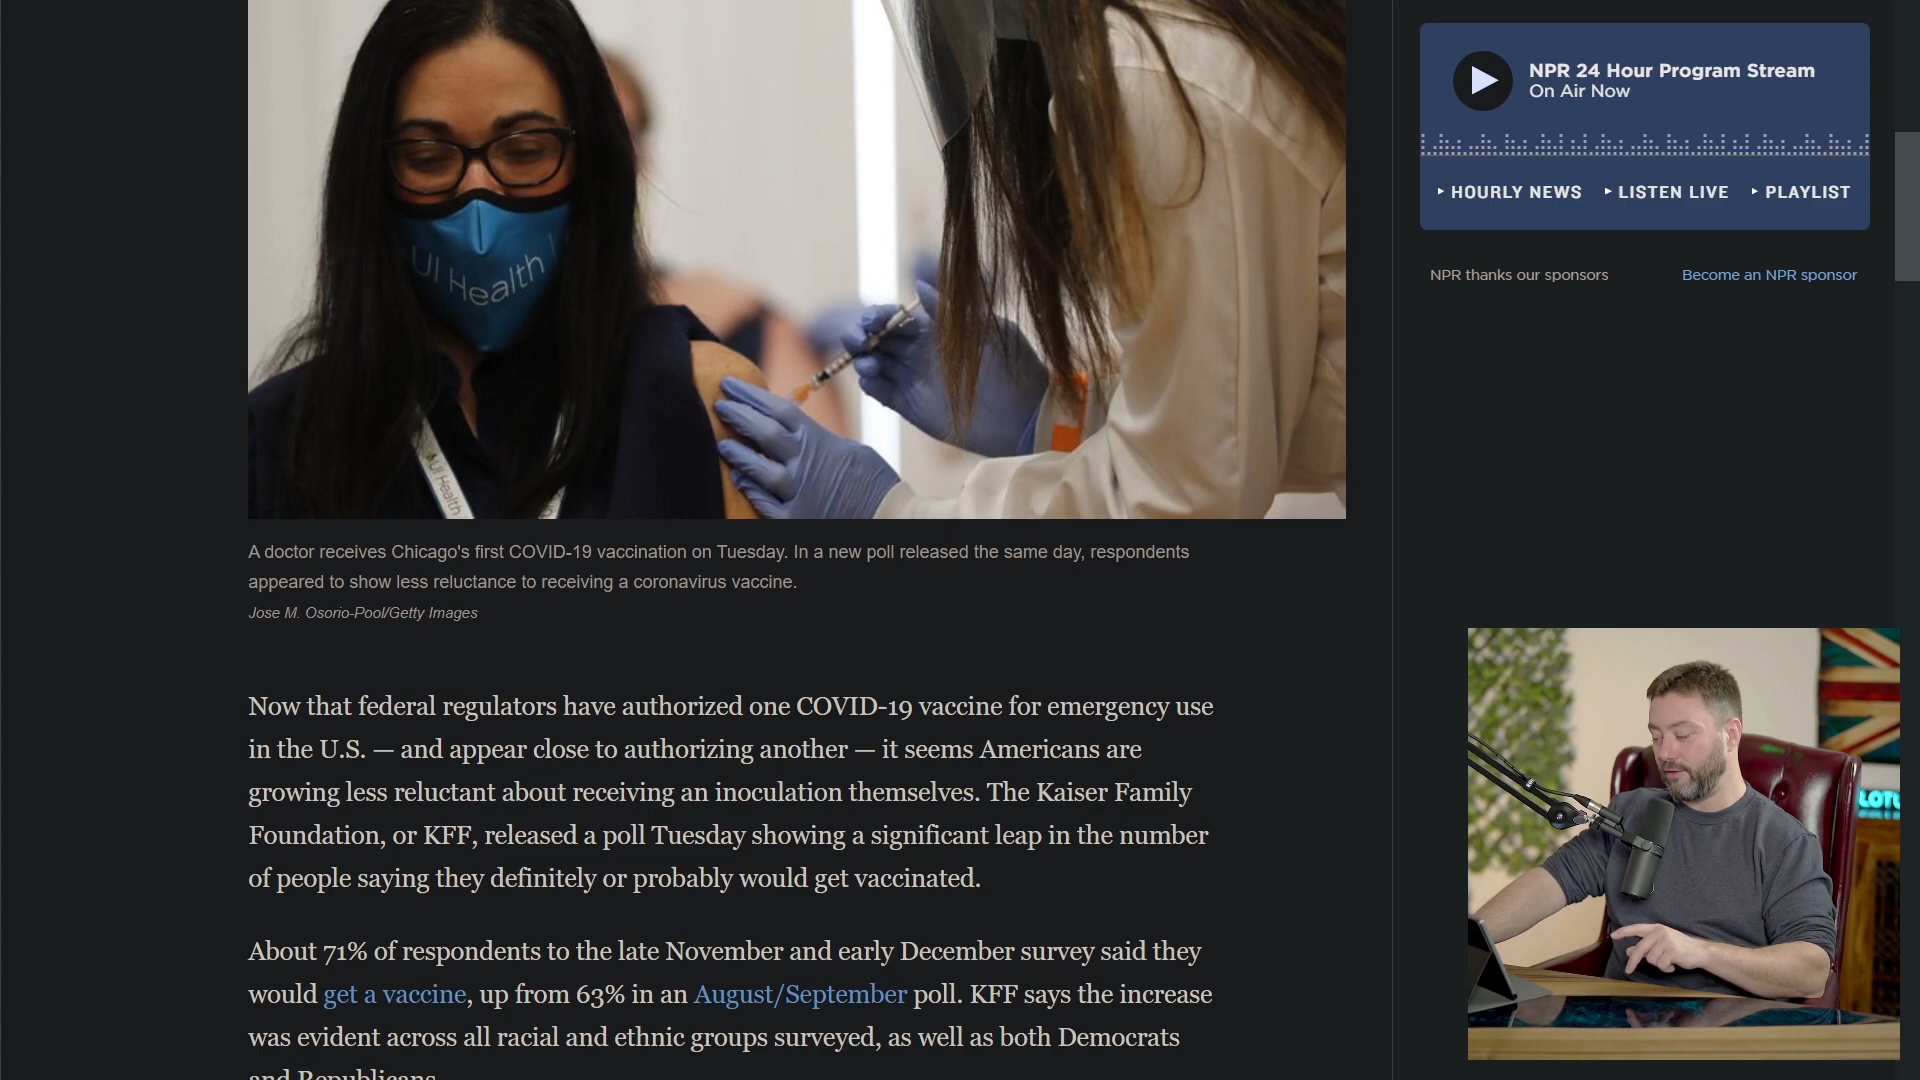 UI Health
UI Health
NPR 24 Hour Program Stream
On Air Now
HOURLY NEWS
LISTEN LIVE
PLAYLIST
NPR thanks our sponsors
Become an NPR sponsor
A doctor receives Chicago's first COVID-19 vaccination on Tuesday. In a new poll released the same day, respondents
appeared to show less reluctance to receiving a coronavirus vaccine.
Jose M. Osorio-Pool/Getty Images
Now that federal regulators have authorized one COVID-19 vaccine for emergency use
in the U.S. — and appear close to authorizing another — it seems Americans are
growing less reluctant about receiving an inoculation themselves. The Kaiser Family
Foundation, or KFF, released a poll Tuesday showing a significant leap in the number
of people saying they definitely or probably would get vaccinated.
About 71% of respondents to the late November and early December survey said they
would get a vaccine, up from 63% in an August/September poll. KFF says the increase
was evident across all racial and ethnic groups surveyed, as well as both Democrats
and Republicans.